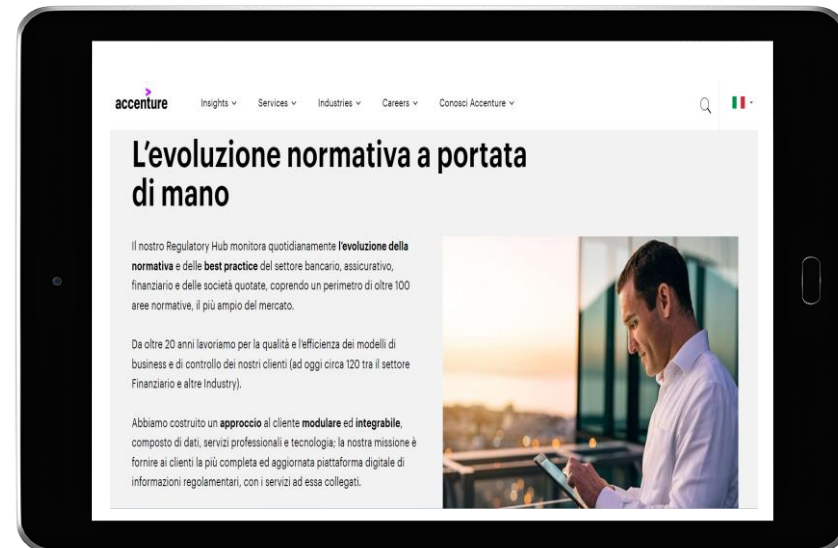 accenture
Insights Services Industries Careers Conosci Accenture
L'evoluzione normativa a portata
di mano
Il nostro Regulatory Hub monitora quotidianamente l'evoluzione della
normativa e delle best practice del settore bancario, assicurativo,
finanziario e delle società quotate, coprendo un perimetro di oltre 100
aree normative, il più ampio del mercato.
Da oltre 20 anni lavoriamo per la qualità e l'efficienza dei modelli di
business e di controllo dei nostri clienti (ad oggi circa 120 tra il settore
Finanziario e altre Industry).
Abbiamo costruito un approccio al cliente modulare ed integrabile,
composto di dati, servizi professionali e tecnologia; la nostra missione è
fornire ai clienti la più completa ed aggiornata piattaforma digitale di
informazioni regolamentari, con i servizi ad essa collegati.